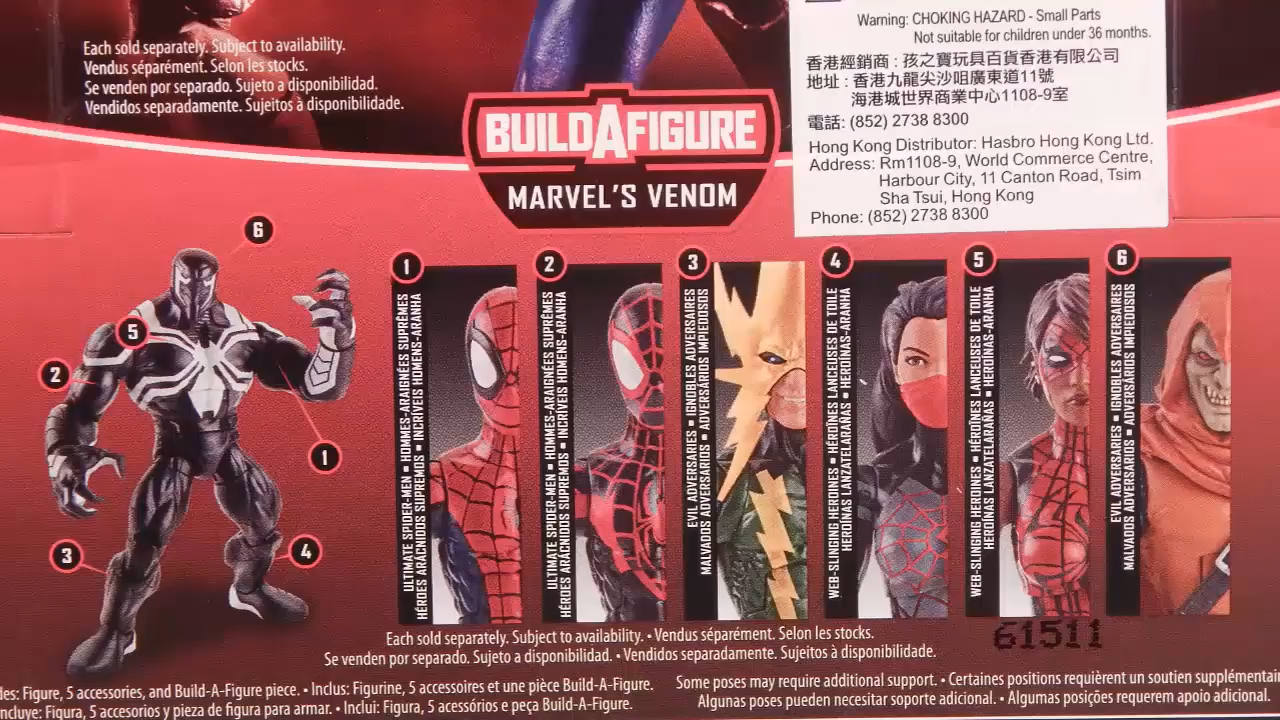 Each sold separately. Subject to availability.
Vendus séparément. Selon les stocks.
Se venden por separado. Sujeto a disponibilidad.
Vendidos separadamente. Sujeitos à disponibilidade.
BUILDAFIGURE
MARVEL'S VENOM
Warning: CHOKING HAZARD - Small Parts
Not suitable for children under 36 months.
香港經銷商 : 孩之寶玩具百貨香港有限公司
地址 : 香港九龍尖沙咀廣東道11號
海港城世界商業中心1108-9室
電話: (852) 2738 8300
Hong Kong Distributor: Hasbro Hong Kong Ltd.
Address: Rm1108-9, World Commerce Centre,
Harbour City, 11 Canton Road, Tsim
Sha Tsui, Hong Kong
Phone: (852) 2738 8300
6
5
2
1
3
4
1
ULTIMATE SPIDER-MEN ▪ HOMMES-ARAIGNÉES SUPRÊMES
HÉROES ARÁCNIDOS SUPREMOS ▪ INCRÍVEIS HOMENS-ARANHA
2
ULTIMATE SPIDER-MEN ▪ HOMMES-ARAIGNÉES SUPRÊMES
HÉROES ARÁCNIDOS SUPREMOS ▪ INCRÍVEIS HOMENS-ARANHA
3
EVIL ADVERSARIES ▪ IGNOBLES ADVERSAIRES
MALVADOS ADVERSARIOS ▪ ADVERSÁRIOS IMPIEDOSOS
4
WEB-SLINGING HEROINES ▪ HÉROÏNES LANCEUSES DE TOILE
HEROÍNAS LANZATELARAÑAS ▪ HEROÍNAS-ARANHA
5
WEB-SLINGING HEROINES ▪ HÉROÏNES LANCEUSES DE TOILE
HEROÍNAS LANZATELARAÑAS ▪ HEROÍNAS-ARANHA
6
EVIL ADVERSARIES ▪ IGNOBLES ADVERSAIRES
MALVADOS ADVERSARIOS ▪ ADVERSÁRIOS IMPIEDOSOS
Each sold separately. Subject to availability. • Vendus séparément. Selon les stocks.
Se venden por separado. Sujeto a disponibilidad. • Vendidos separadamente. Sujeitos à disponibilidade.
61511
des: Figure, 5 accessories, and Build-A-Figure piece. • Inclus: Figurine, 5 accessoires et une pièce Build-A-Figure.
ncluye: Figura, 5 accesorios y pieza de figura para armar. • Inclui: Figura, 5 acessórios e peça Build-A-Figure.
Some poses may require additional support. • Certaines positions requièrent un soutien supplémentair
Algunas poses pueden necesitar soporte adicional. • Algumas posições requerem apoio adicional.